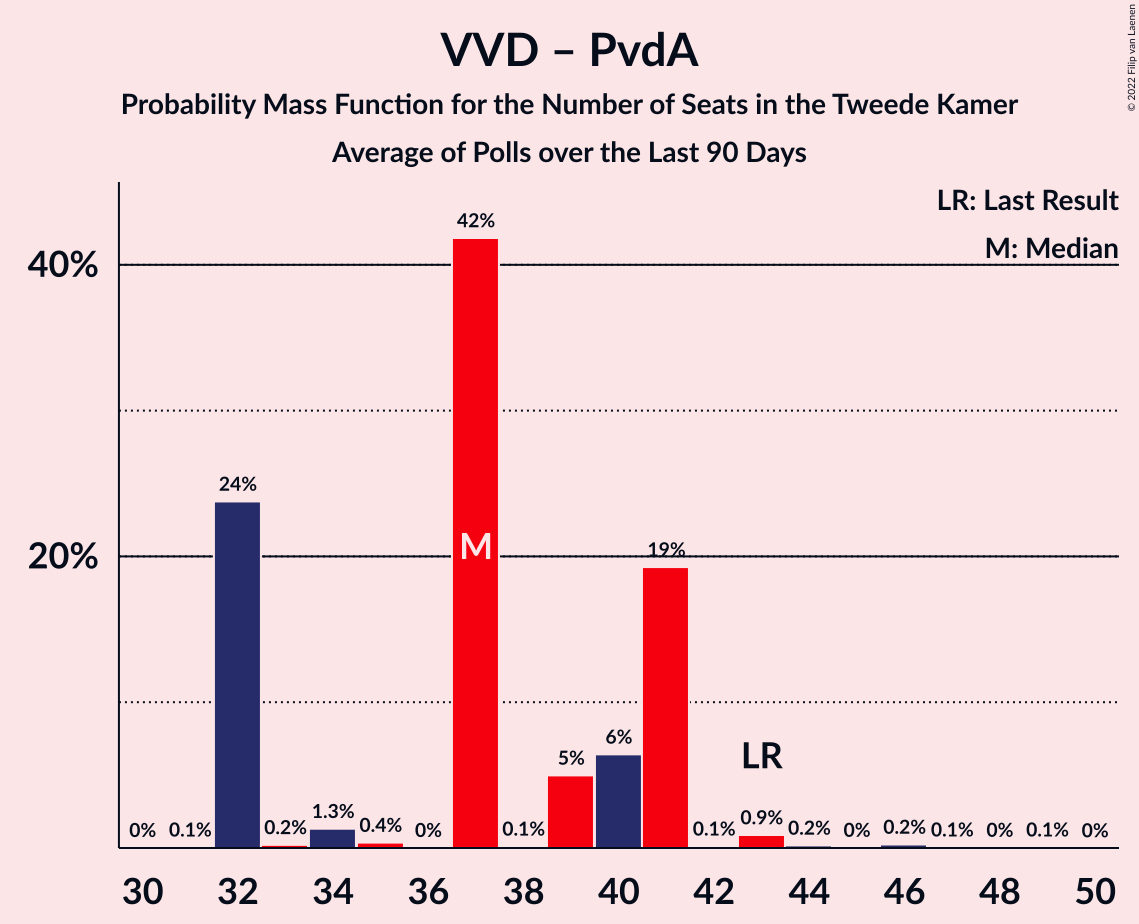 VVD – PvdA
Probability Mass Function for the Number of Seats in the Tweede Kamer
Average of Polls over the Last 90 Days
© 2022 Filip van Laenen
LR: Last Result
M: Median
40%
20%
0%
0.1%
24%
0.2%
1.3%
0.4%
0%
42%
M
0.1%
5%
6%
19%
0.1%
LR
0.9%
0.2%
0%
0.2%
0.1%
0%
0.1%
0%
30 32 34 36 38 40 42 44 46 48 50